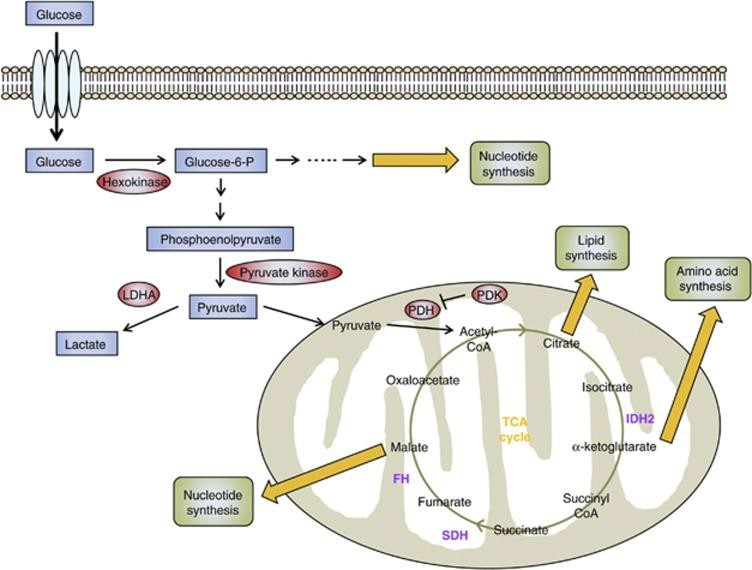 Glucose
Glucose
Hexokinase
Glucose-6-P
Nucleotide
synthesis
Phosphoenolpyruvate
Pyruvate kinase
LDHA
Pyruvate
Lactate
Pyruvate
PDH
PDK
Acetyl-
CoA
Citrate
Lipid
synthesis
Amino acid
synthesis
Isocitrate
IDH2
α-ketoglutarate
Succinyl
CoA
Succinate
SDH
Fumarate
FH
Malate
Oxaloacetate
TCA
cycle
Nucleotide
synthesis